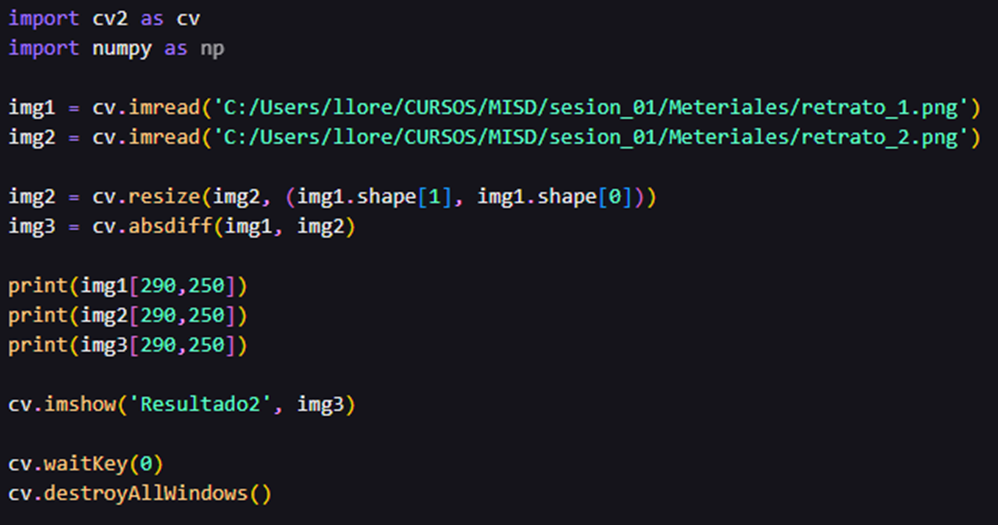 import cv2 as cv
import numpy as np
img1 = cv.imread('C:/Users/llore/CURSOS/MISD/sesion_01/Meteriales/retrato_1.png')
img2 = cv.imread('C:/Users/llore/CURSOS/MISD/sesion_01/Meteriales/retrato_2.png')
img2 = cv.resize(img2, (img1.shape[1], img1.shape[0]))
img3 = cv.absdiff(img1, img2)
print(img1[290,250])
print(img2[290,250])
print(img3[290,250])
cv.imshow('Resultado2', img3)
cv.waitKey(0)
cv.destroyAllWindows()